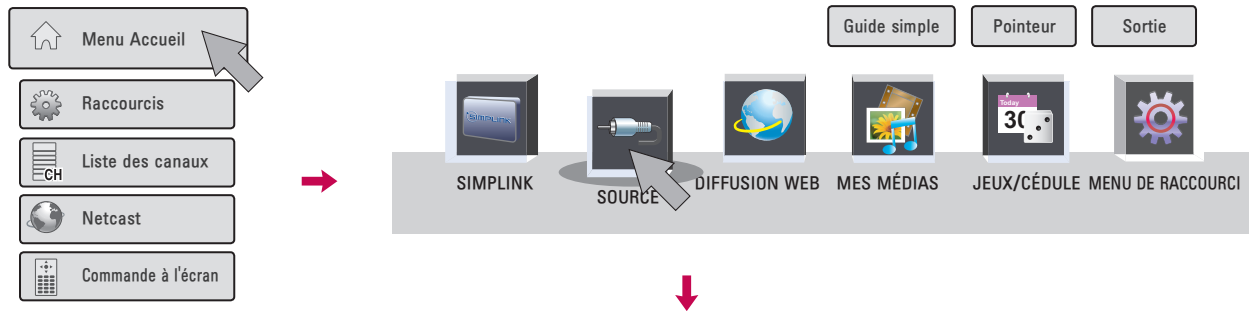 Menu Accueil
Raccourcis
CH
Liste des canaux
Netcast
Commande à l'écran
Guide simple
Pointeur
Sortie
SIMPLINK
Today
30
SIMPLINK
SOURCE
DIFFUSION WEB
MES MÉDIAS
JEUX/CÉDULE
MENU DE RACCOURCI